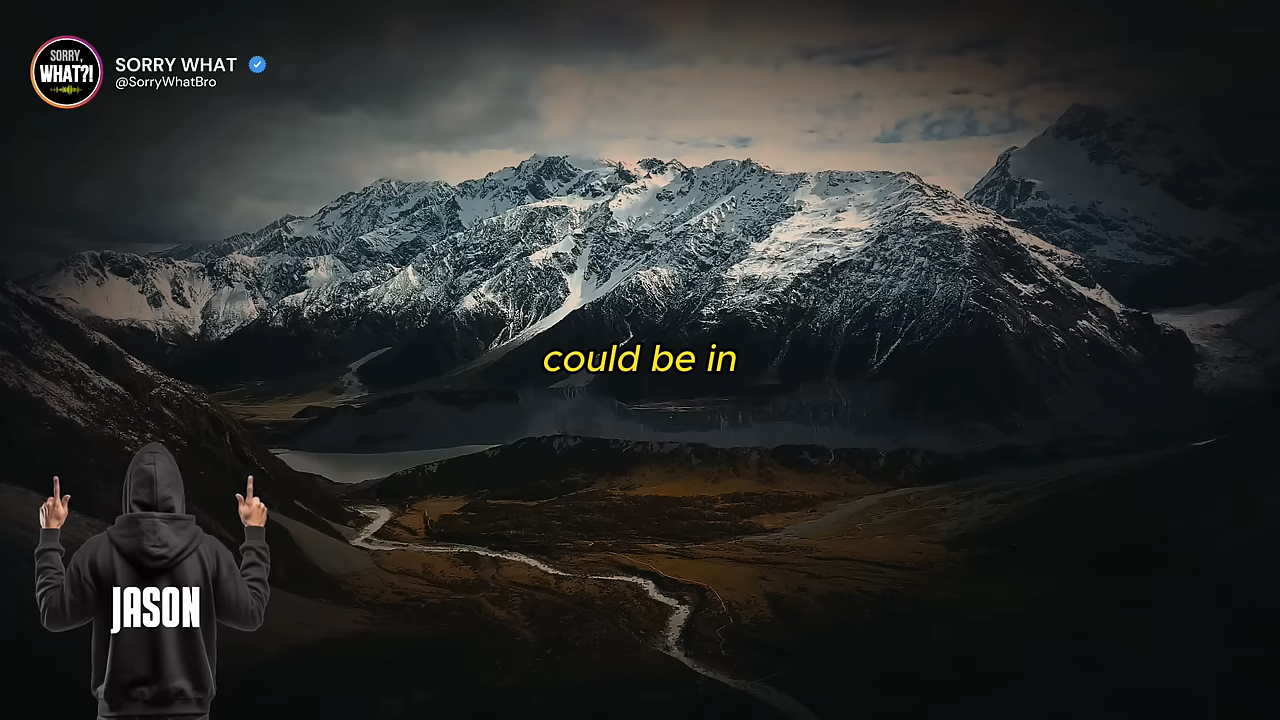 SORRY,
WHAT?!
SORRY WHAT
@SorryWhatBro
could be in
JASON